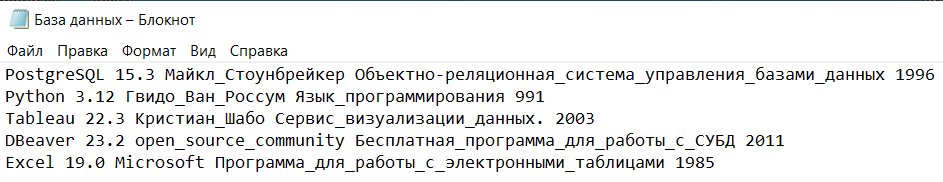 База данных – Блокнот
Файл Правка Формат Вид Справка
PostgreSQL 15.3 Майкл_Стоунбрейкер Объектно-реляционная_система_управления_базами_данных 1996
Python 3.12 Гвидо_Ван_Россум Язык_программирования 991
Tableau 22.3 Кристиан_Шабо Сервис_визуализации_данных. 2003
DBeaver 23.2 open_source_community Бесплатная_программа_для_работы_с_СУБД 2011
Excel 19.0 Microsoft Программа_для_работы_с_электронными_таблицами 1985